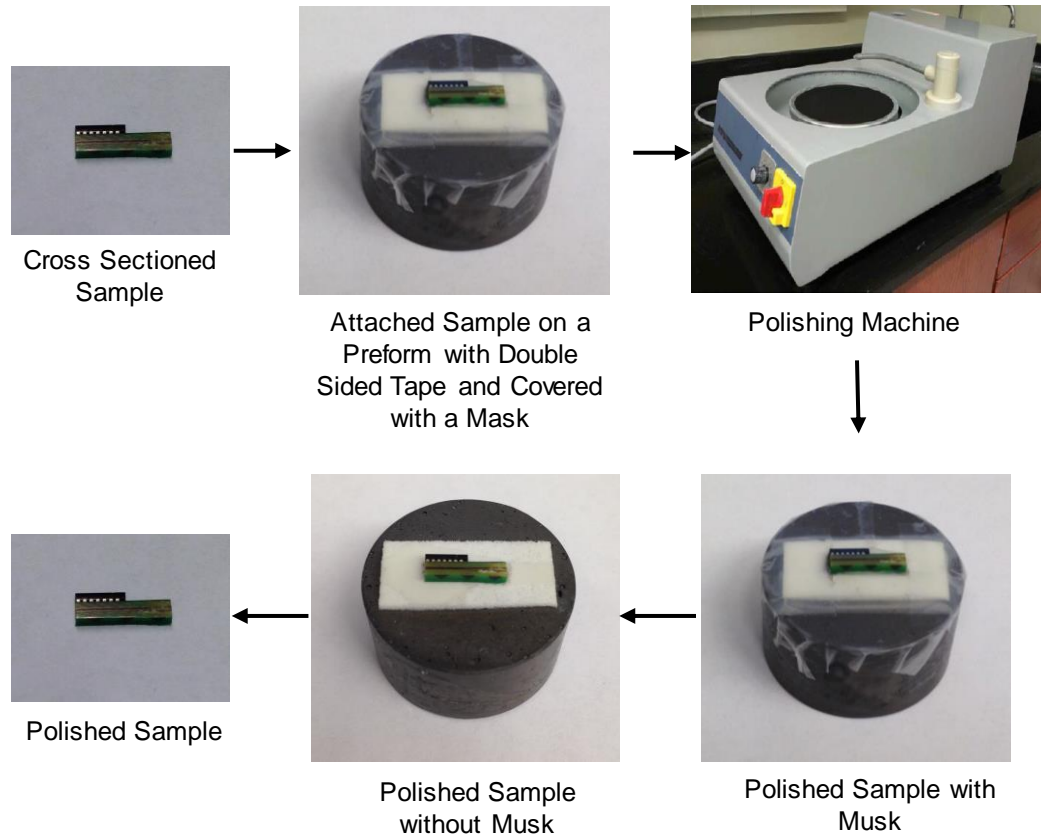 Cross Sectioned
Sample
Attached Sample on a
Preform with Double
Sided Tape and Covered
with a Mask
Polishing Machine
Polished Sample
Polished Sample
without Musk
Polished Sample with
Musk